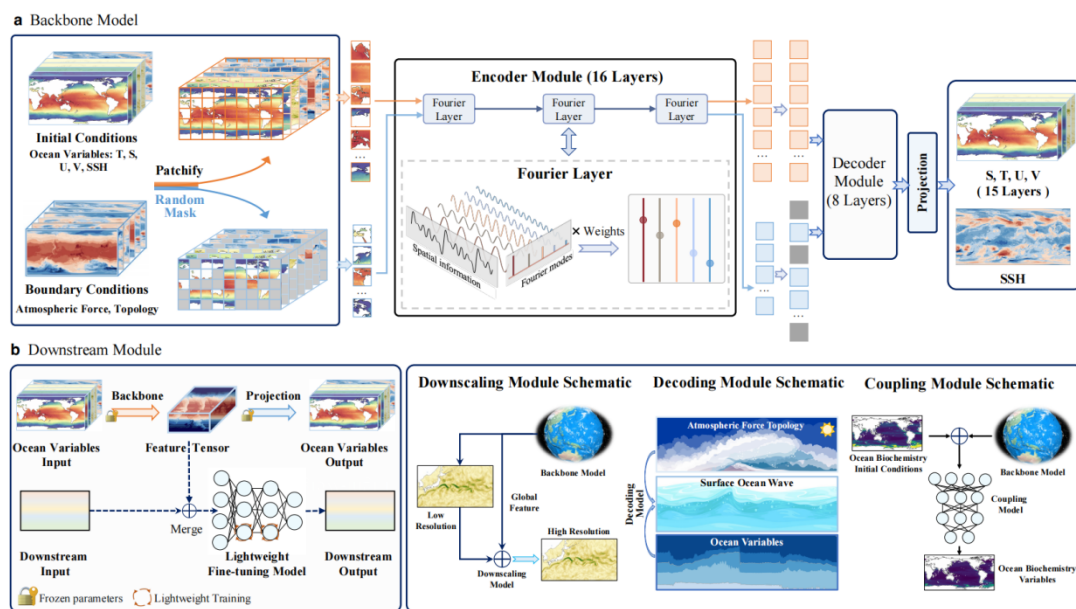 a Backbone Model
Initial Conditions
Ocean Variables: T, S,
U, V, SSH
Patchify
Random
Mask
Boundary Conditions
Atmospheric Force, Topology
...
...
Encoder Module (16 Layers)
Fourier
Layer
Fourier
Layer
Fourier
Layer
Fourier Layer
Spatial information
Fourier modes
× Weights
...
...
...
...
Decoder
Module
(8 Layers)
Projection
S, T, U, V
( 15 Layers )
SSH
b Downstream Module
Backbone
Projection
Ocean Variables
Input
Feature Tensor
Ocean Variables
Output
Merge
Downstream
Input
Lightweight
Fine-tuning Model
Downstream
Output
Frozen parameters
Lightweight Training
Downscaling Module Schematic
Backbone Model
Low
Resolution
Global
Feature
High Resolution
Downscaling
Model
Decoding Module Schematic
Atmospheric Force Topology
Surface Ocean Wave
Decoding Model
Ocean Variables
Coupling Module Schematic
Ocean Biochemistry
Initial Conditions
Backbone Model
Coupling
Model
Ocean Biochemistry
Variables